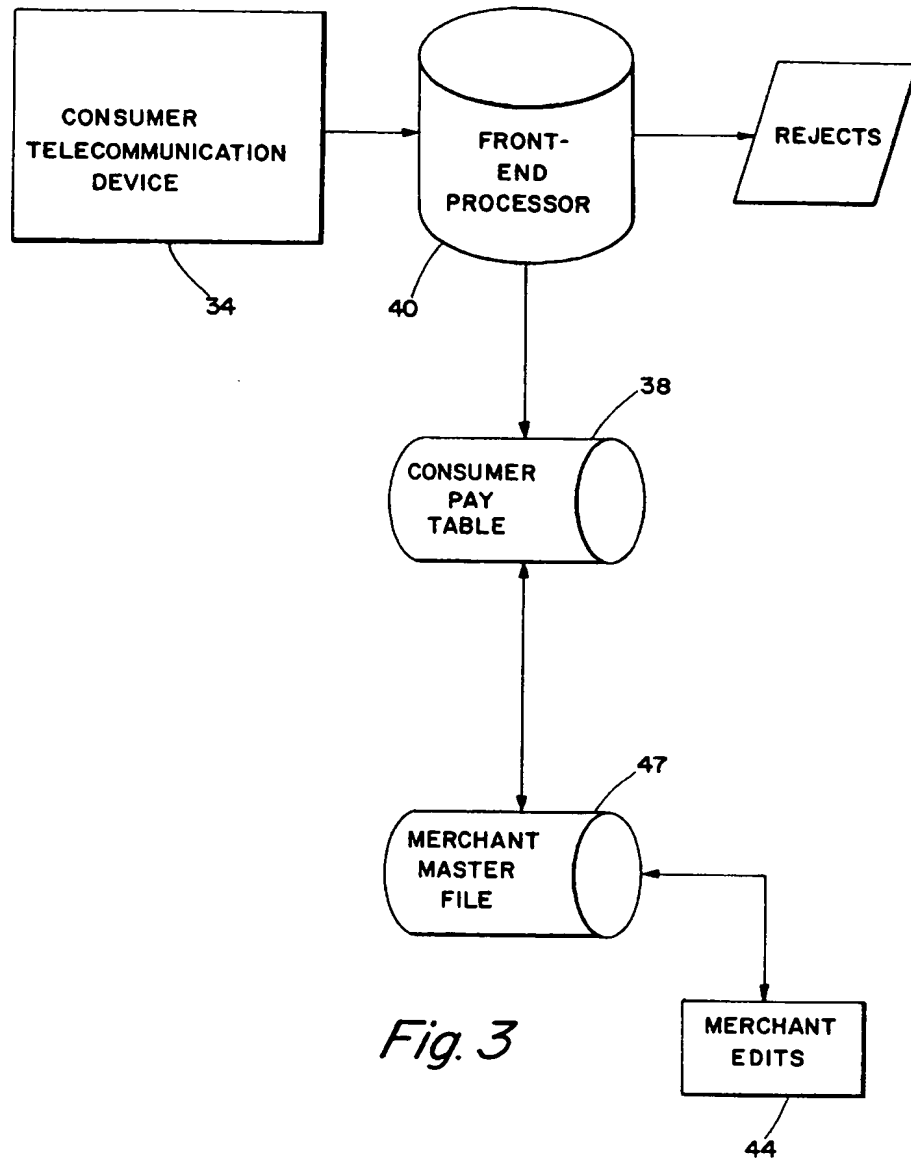 CONSUMER
TELECOMMUNICATION
DEVICE
34
FRONT-
END
PROCESSOR
40
REJECTS
38
CONSUMER
PAY
TABLE
47
MERCHANT
MASTER
FILE
MERCHANT
EDITS
44
Fig. 3